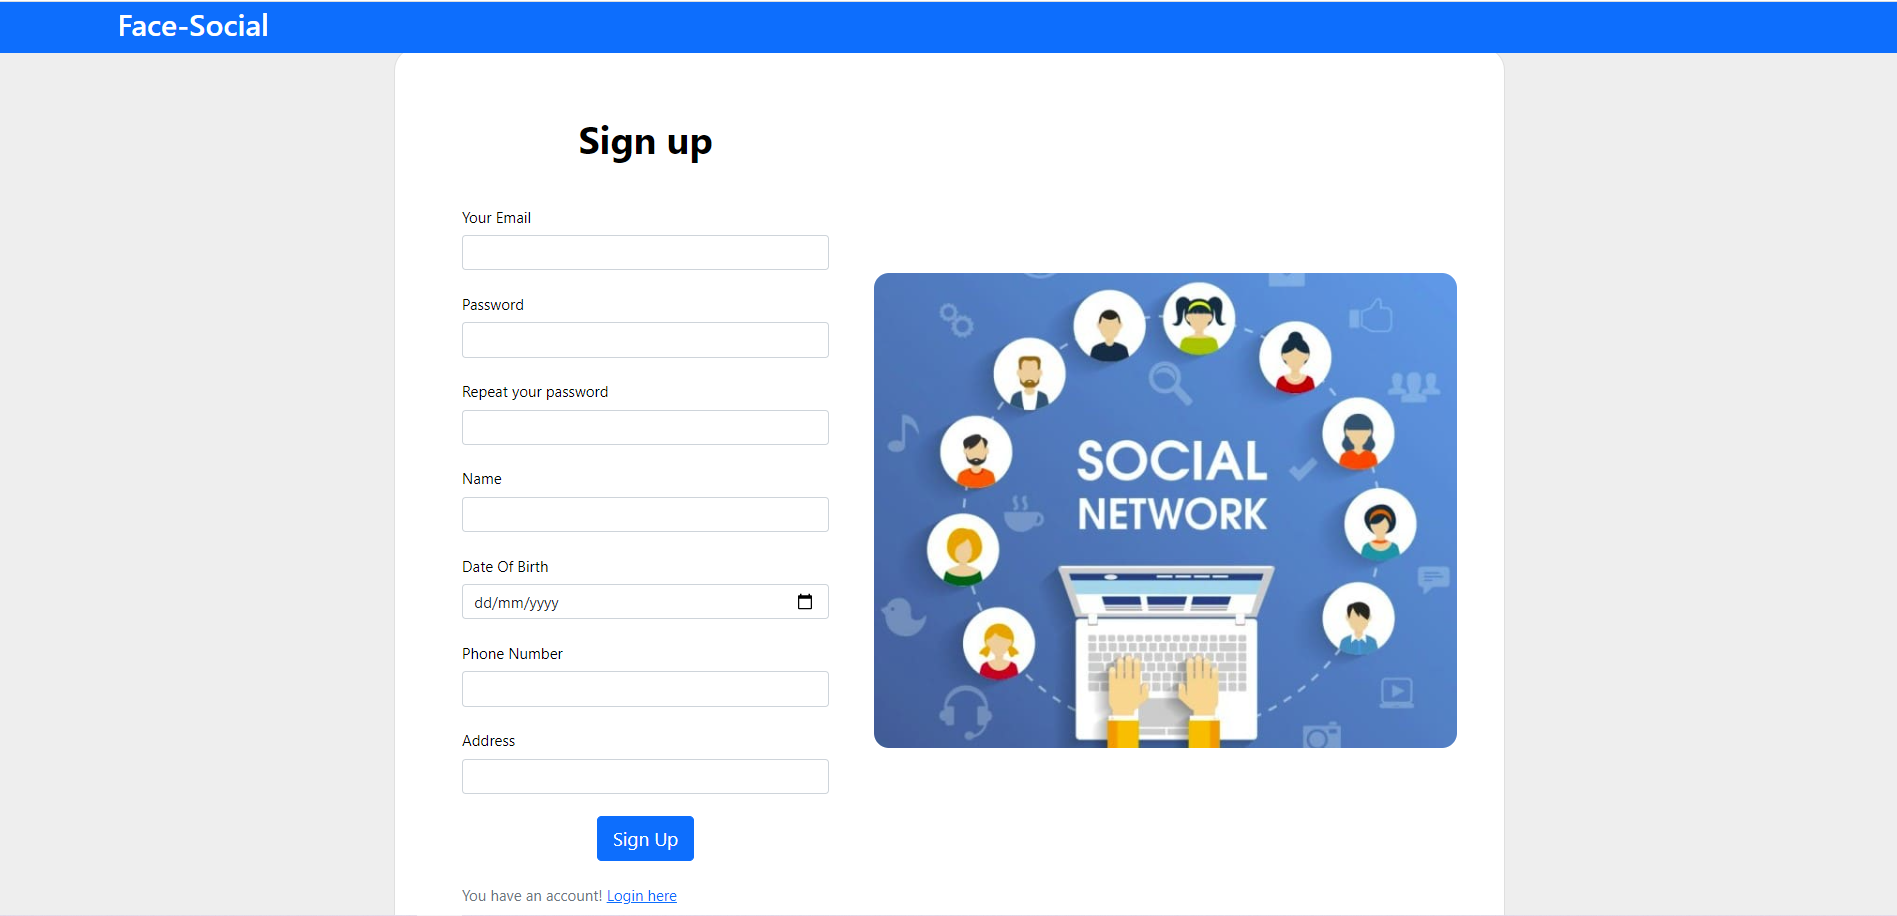 Face-Social
Sign up
Your Email
Password
Repeat your password
Name
Date Of Birth
dd/mm/yyyy
Phone Number
Address
Sign Up
You have an account! Login here
SOCIAL
NETWORK